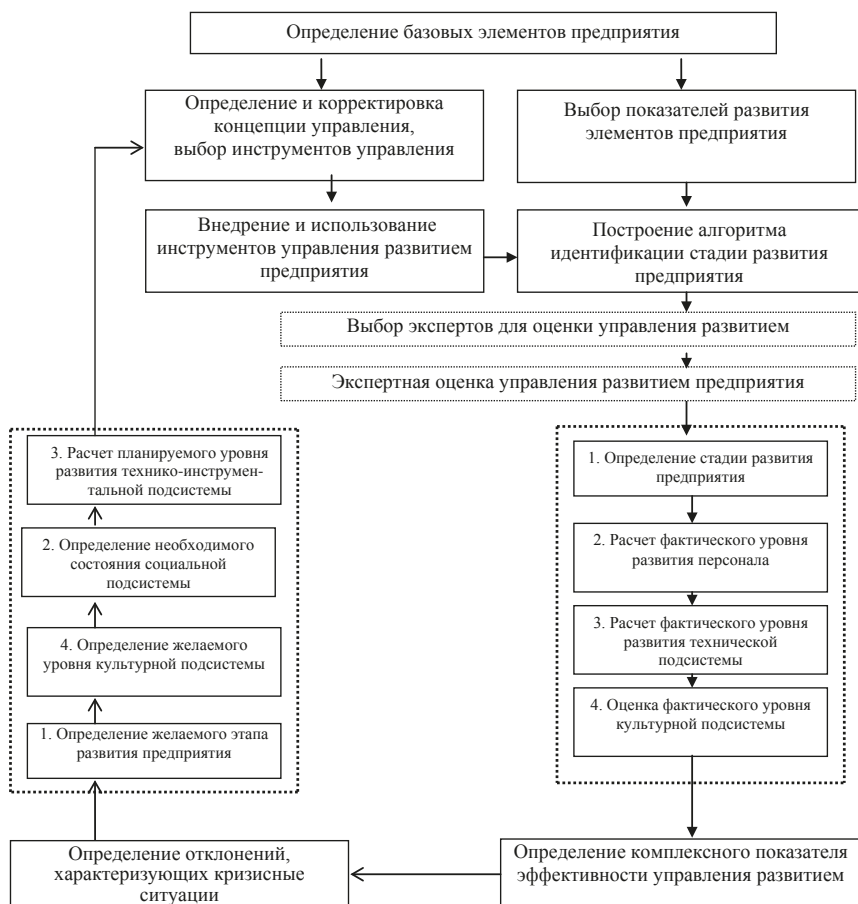 Определение базовых элементов предприятия
Определение и корректировка
концепции управления,
выбор инструментов управления
Выбор показателей развития
элементов предприятия
Внедрение и использование
инструментов управления развитием
предприятия
Построение алгоритма
идентификации стадии развития
предприятия
Выбор экспертов для оценки управления развитием
Экспертная оценка управления развитием предприятия
3. Расчет планируемого уровня
развития технико-инструмен-
тальной подсистемы
2. Определение необходимого
состояния социальной
подсистемы
4. Определение желаемого
уровня культурной подсистемы
1. Определение желаемого этапа
развития предприятия
1. Определение стадии развития
предприятия
2. Расчет фактического уровня
развития персонала
3. Расчет фактического уровня
развития технической
подсистемы
4. Оценка фактического уровня
культурной подсистемы
Определение отклонений,
характеризующих кризисные
ситуации
Определение комплексного показателя
эффективности управления развитием